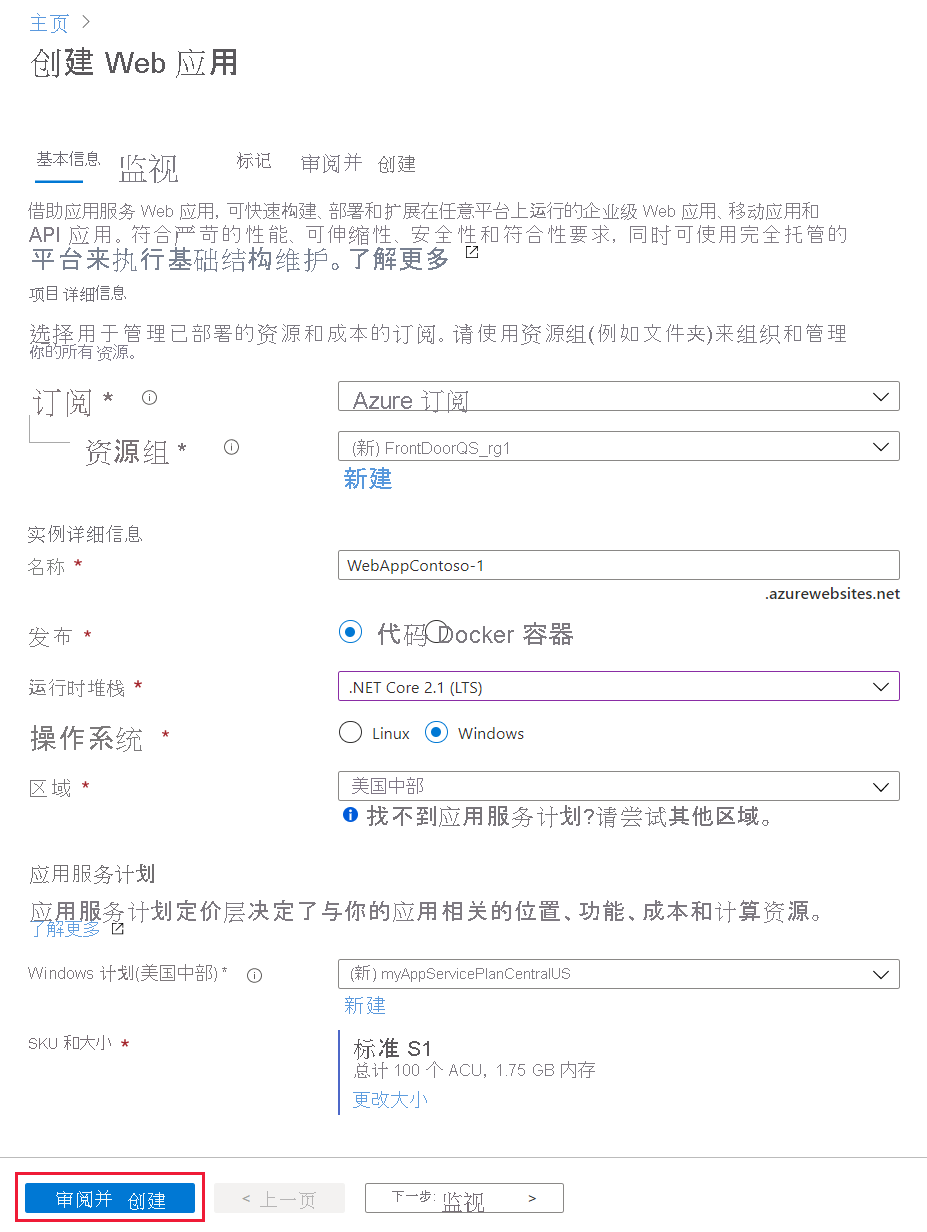 主页 >
创建 Web 应用
基本信息 监视 标记 审阅并 创建
借助应用服务 Web 应用, 可快速构建、部署和扩展在任意平台上运行的企业级 Web 应用、移动应用和
API 应用。符合严苛的性能、可伸缩性、安全性和符合性要求, 同时可使用完全托管的
平台来执行基础结构维护。了解更多
项目详细信息
选择用于管理已部署的资源和成本的订阅。请使用资源组(例如文件夹)来组织和管理
你的所有资源。
订阅 *
Azure 订阅
资源组 *
(新) FrontDoorQS_rg1
新建
实例详细信息
名称 *
WebAppContoso-1
.azurewebsites.net
发布 *
代码 Docker 容器
运行时堆栈 *
.NET Core 2.1 (LTS)
操作系统 *
Linux Windows
区域 *
美国中部
找不到应用服务计划?请尝试其他区域。
应用服务计划
应用服务计划定价层决定了与你的应用相关的位置、功能、成本和计算资源。
了解更多
Windows 计划(美国中部) *
(新) myAppServicePlanCentralUS
新建
SKU 和大小 *
标准 S1
总计 100 个 ACU, 1.75 GB 内存
更改大小
审阅并 创建 < 上一页 下一步: 监视 >